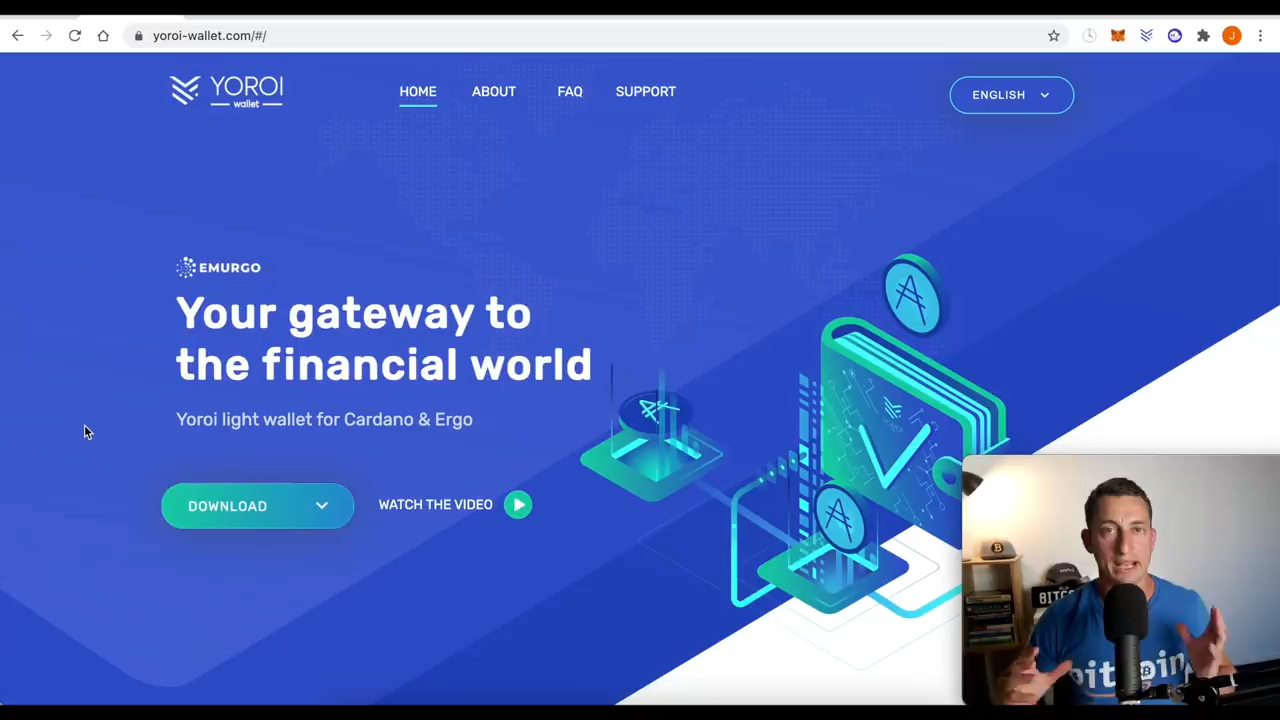 yoroi-wallet.com/#/
J
YOROI
wallet
HOME
ABOUT
FAQ
SUPPORT
ENGLISH
EMURGO
Your gateway to
the financial world
Yoroi light wallet for Cardano & Ergo
DOWNLOAD
WATCH THE VIDEO
bitcoin